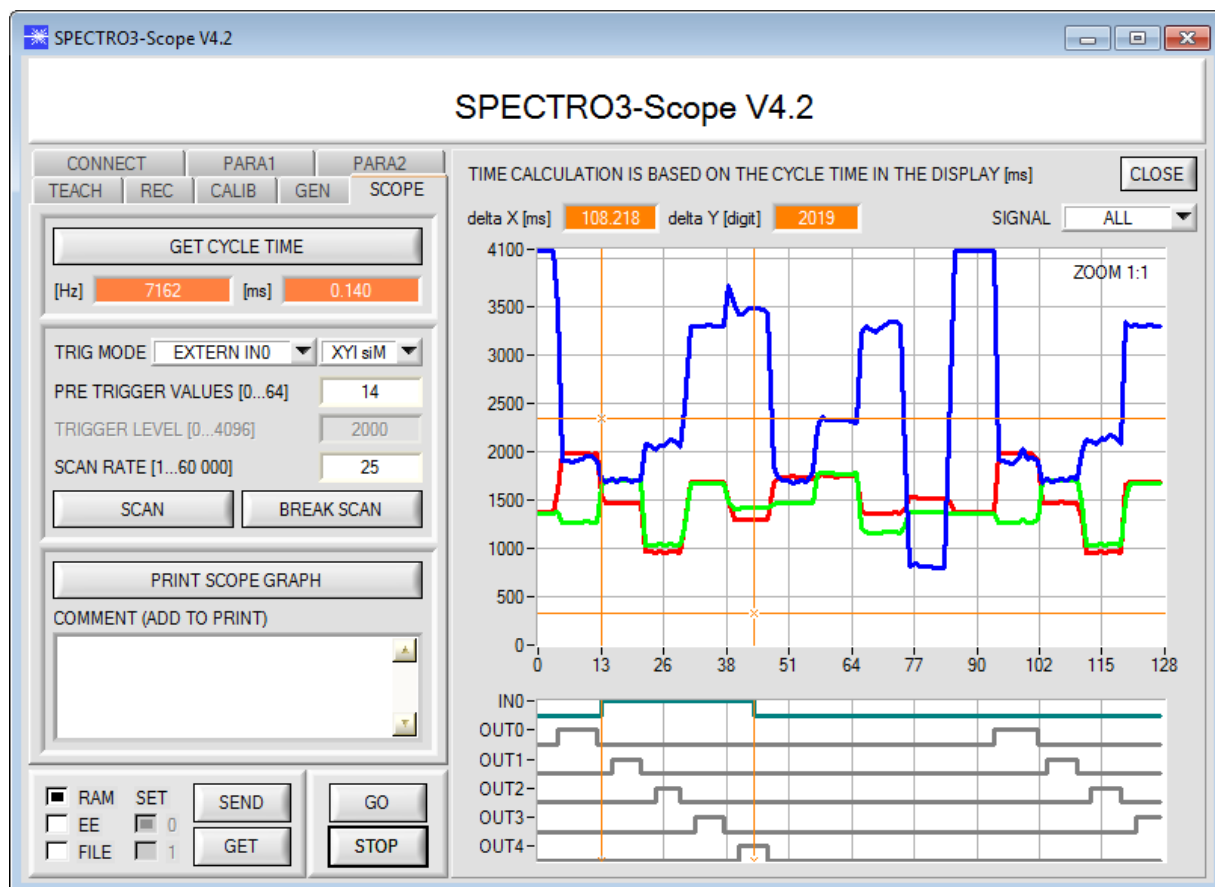 SPECTRO3-Scope V4.2
SPECTRO3-Scope V4.2
CONNECT PARA1 PARA2
TEACH REC CALIB GEN SCOPE
GET CYCLE TIME
[Hz] 7162 [ms] 0.140
TRIG MODE EXTERN IN0 XYI siM
PRE TRIGGER VALUES [0...64] 14
TRIGGER LEVEL [0...4096] 2000
SCAN RATE [1...60 000] 25
SCAN BREAK SCAN
PRINT SCOPE GRAPH
COMMENT (ADD TO PRINT)
RAM SET SEND GO
EE 0
FILE 1 GET STOP
TIME CALCULATION IS BASED ON THE CYCLE TIME IN THE DISPLAY [ms] CLOSE
delta X [ms] 108.218 delta Y [digit] 2019 SIGNAL ALL
ZOOM 1:1
4100
3500
3000
2500
2000
1500
1000
500
0
0 13 26 38 51 64 77 90 102 115 128
IN0
OUT0
OUT1
OUT2
OUT3
OUT4